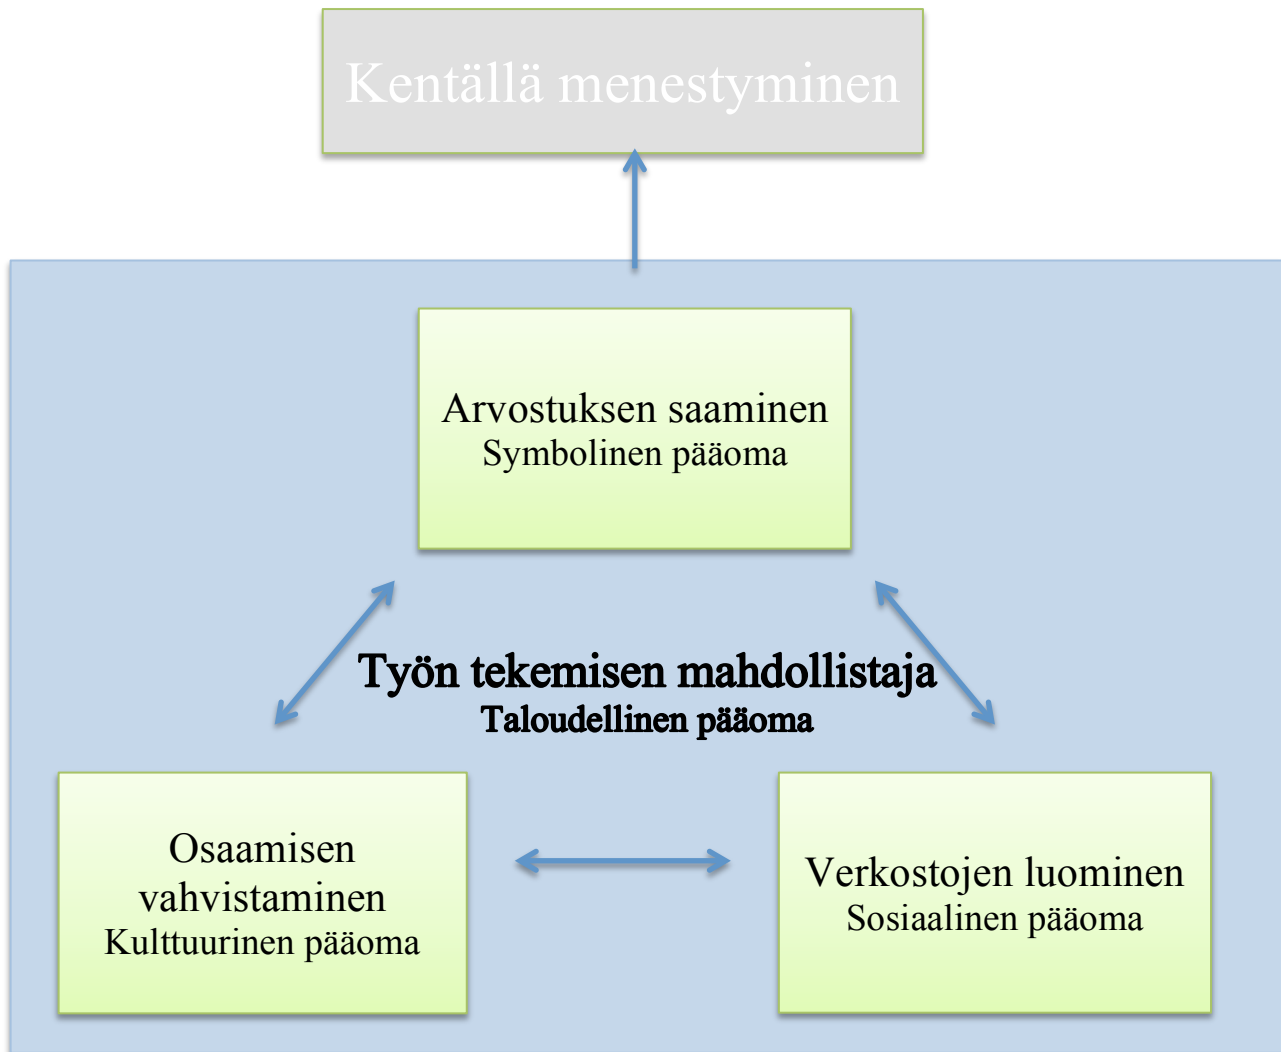 Kentällä menestyminen
Arvostuksen saaminen
Symbolinen pääoma
Työn tekemisen mahdollistaja
Taloudellinen pääoma
Osaamisen
vahvistaminen
Kulttuurinen pääoma
Verkostojen luominen
Sosiaalinen pääoma